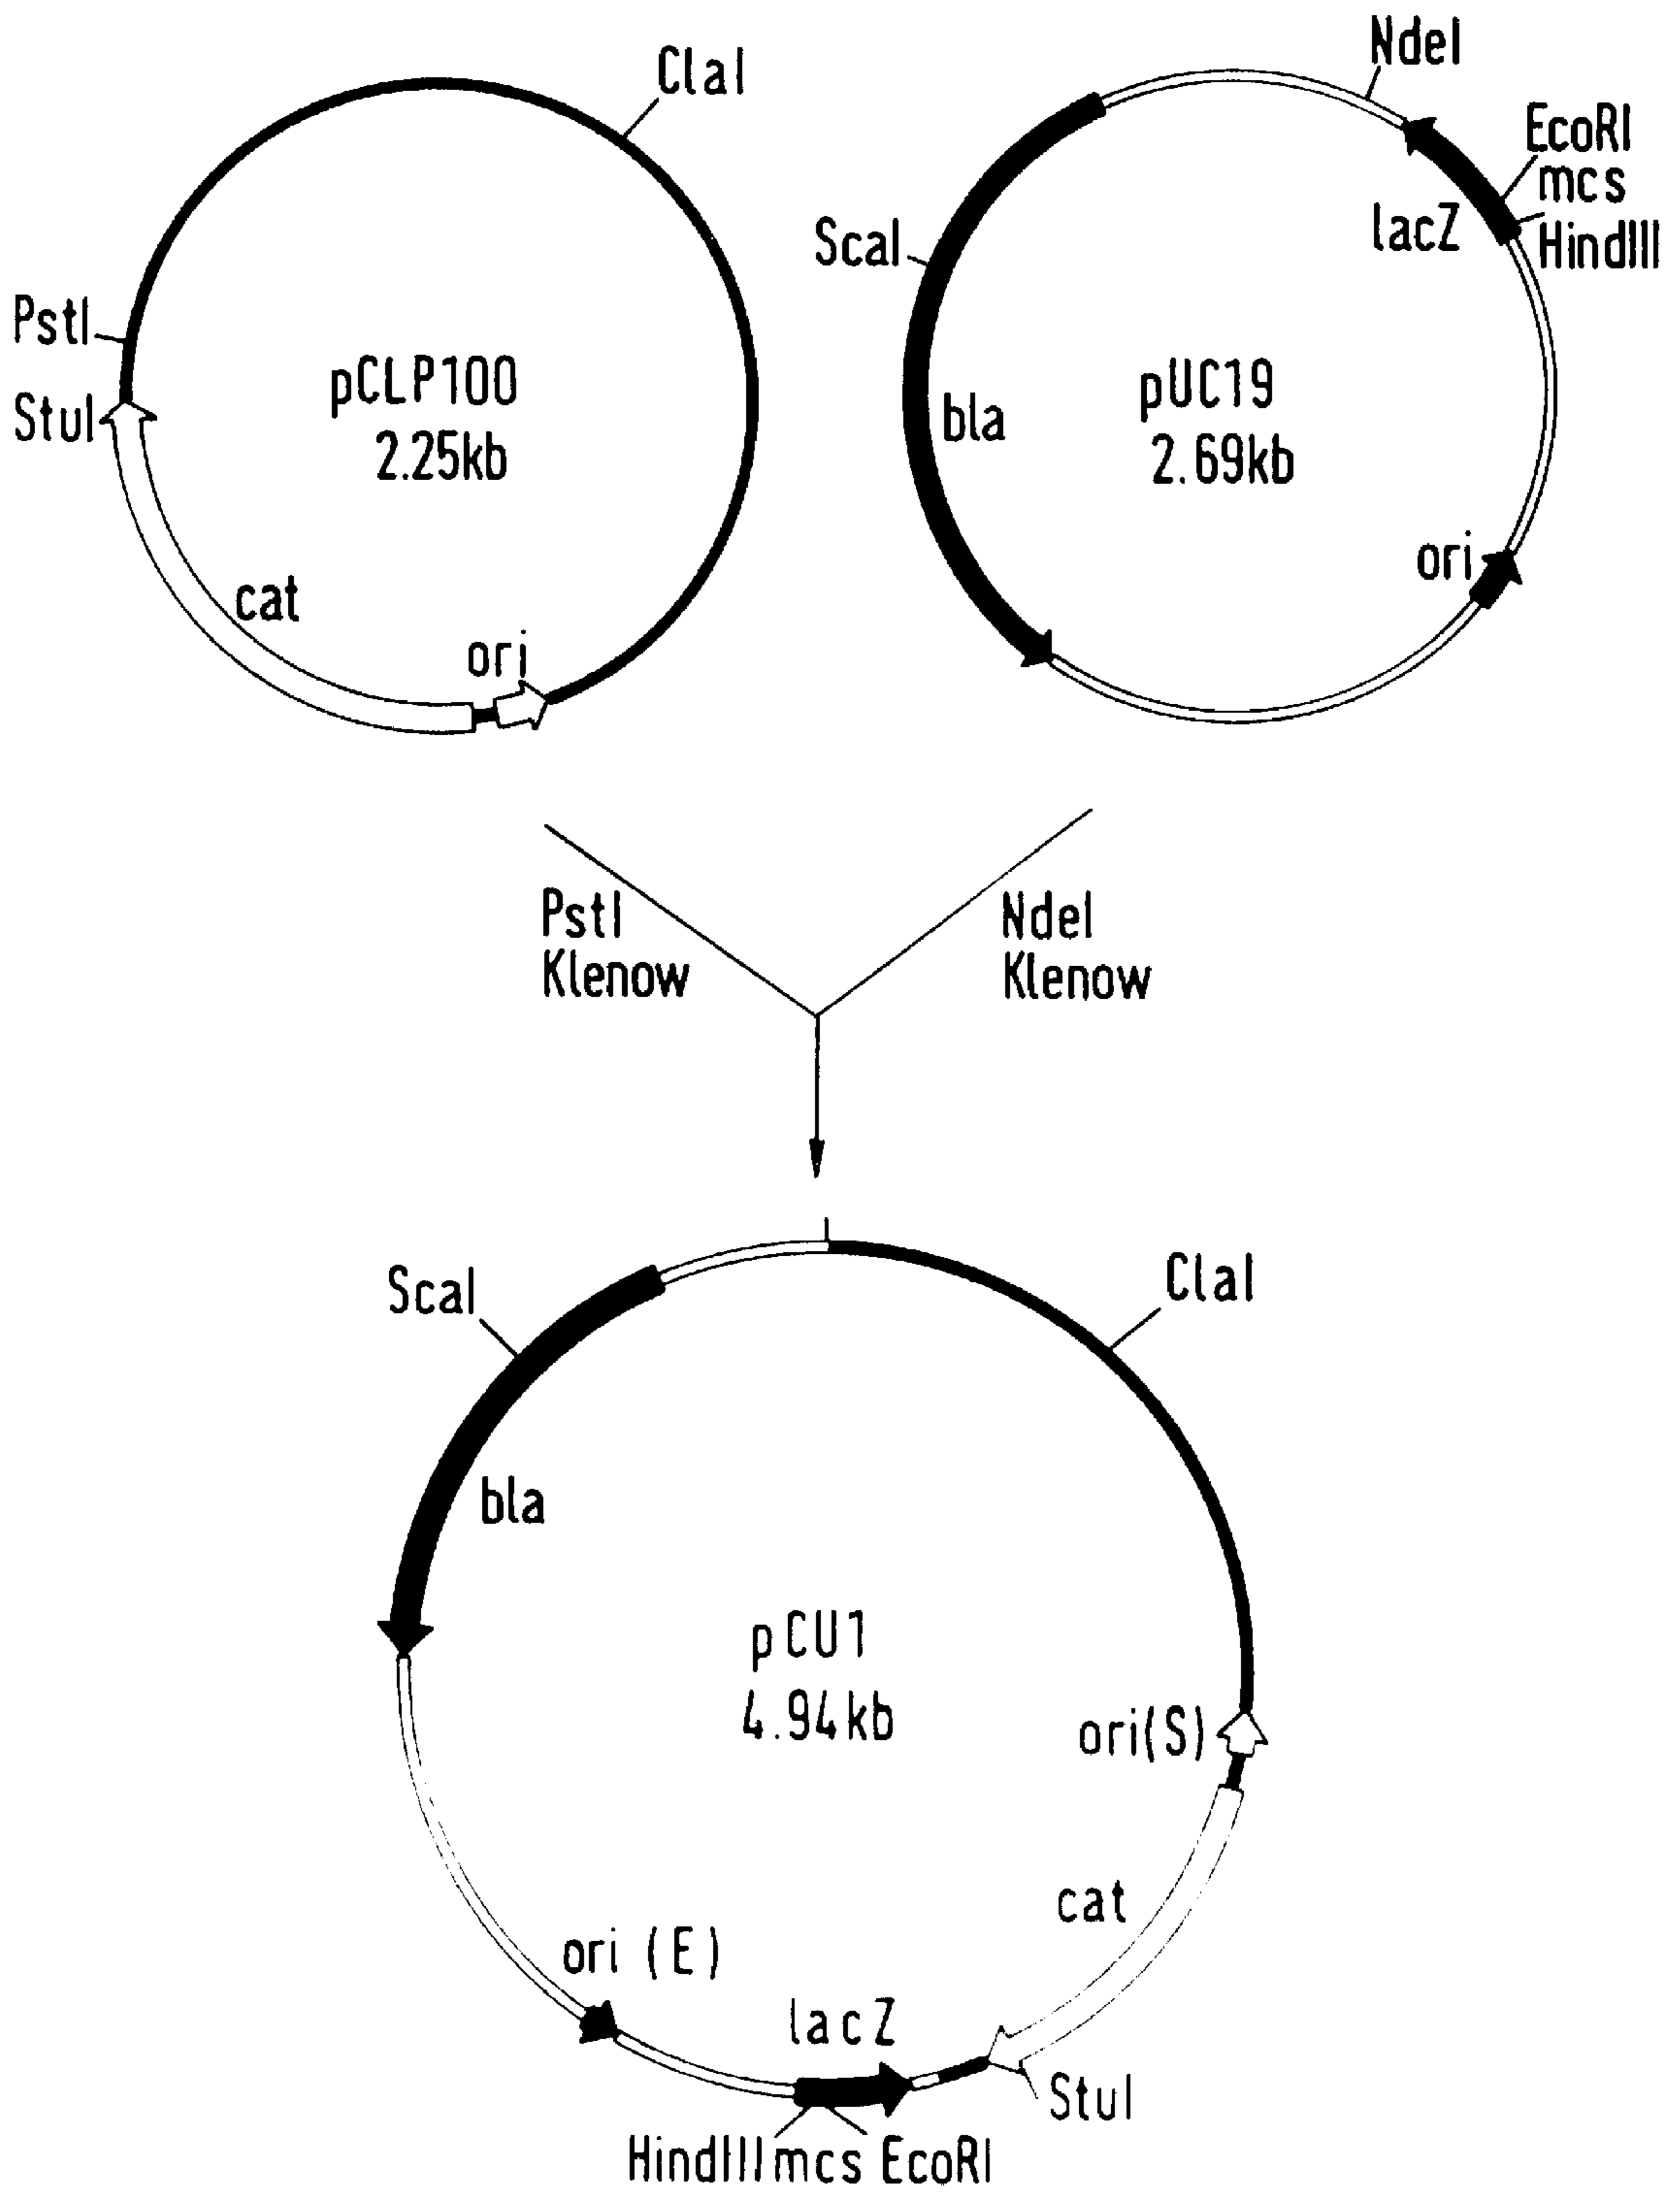 ClaI
PstI
StuI
pCLP100
2.25kb
cat
ori
NdeI
EcoRI
mcs
HindIII
lacZ
ScaI
bla
pUC19
2.69kb
ori
PstI
Klenow
NdeI
Klenow
ScaI
ClaI
bla
pCU1
4.94kb
ori(S)
cat
ori (E)
lacZ
StuI
HindIII mcs EcoRI